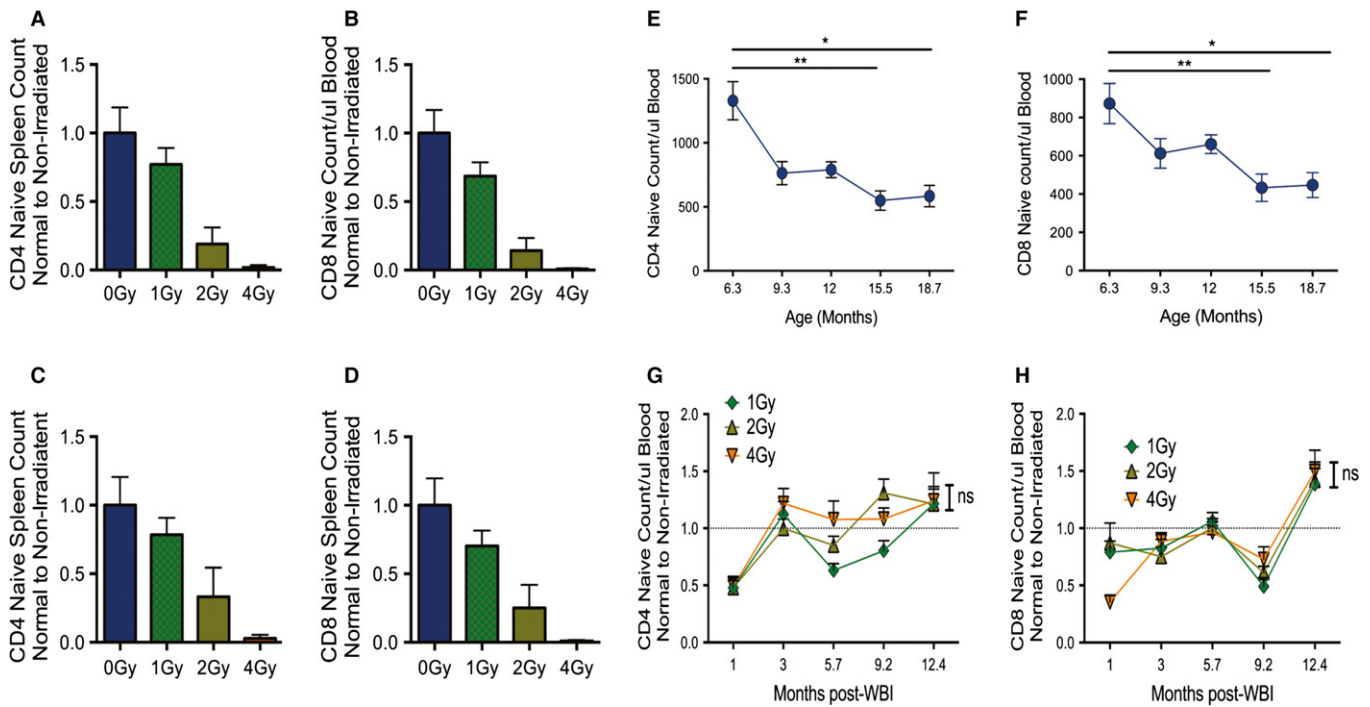 A
CD4 Naive Spleen Count
Normal to Non-Irradiated
1.5
1.0
0.5
0.0
0Gy 1Gy 2Gy 4Gy
B
CD8 Naive Count/ul Blood
Normal to Non-Irradiated
1.5
1.0
0.5
0.0
0Gy 1Gy 2Gy 4Gy
E
* 
**
CD4 Naive Count/ul Blood
1500
1000
500
0
6.3 9.3 12 15.5 18.7
Age (Months)
F
*
**
CD8 Naive count/ul Blood
1000
800
600
400
200
0
6.3 9.3 12 15.5 18.7
Age (Months)
C
CD4 Naive Spleen Count
Normal to Non-Irradiatent
1.5
1.0
0.5
0.0
0Gy 1Gy 2Gy 4Gy
D
CD8 Naive Spleen Count
Normal to Non-Irradiated
1.5
1.0
0.5
0.0
0Gy 1Gy 2Gy 4Gy
G
1Gy
2Gy
4Gy
CD4 Naive Count/ul Blood
Normal to Non-Irradiated
2.0
1.5
1.0
0.5
0.0
ns
1 3 5.7 9.2 12.4
Months post-WBI
H
1Gy
2Gy
4Gy
CD8 Naive Count/ul Blood
Normal to Non-Irradiated
2.0
1.5
1.0
0.5
0.0
ns
1 3 5.7 9.2 12.4
Months post-WBI